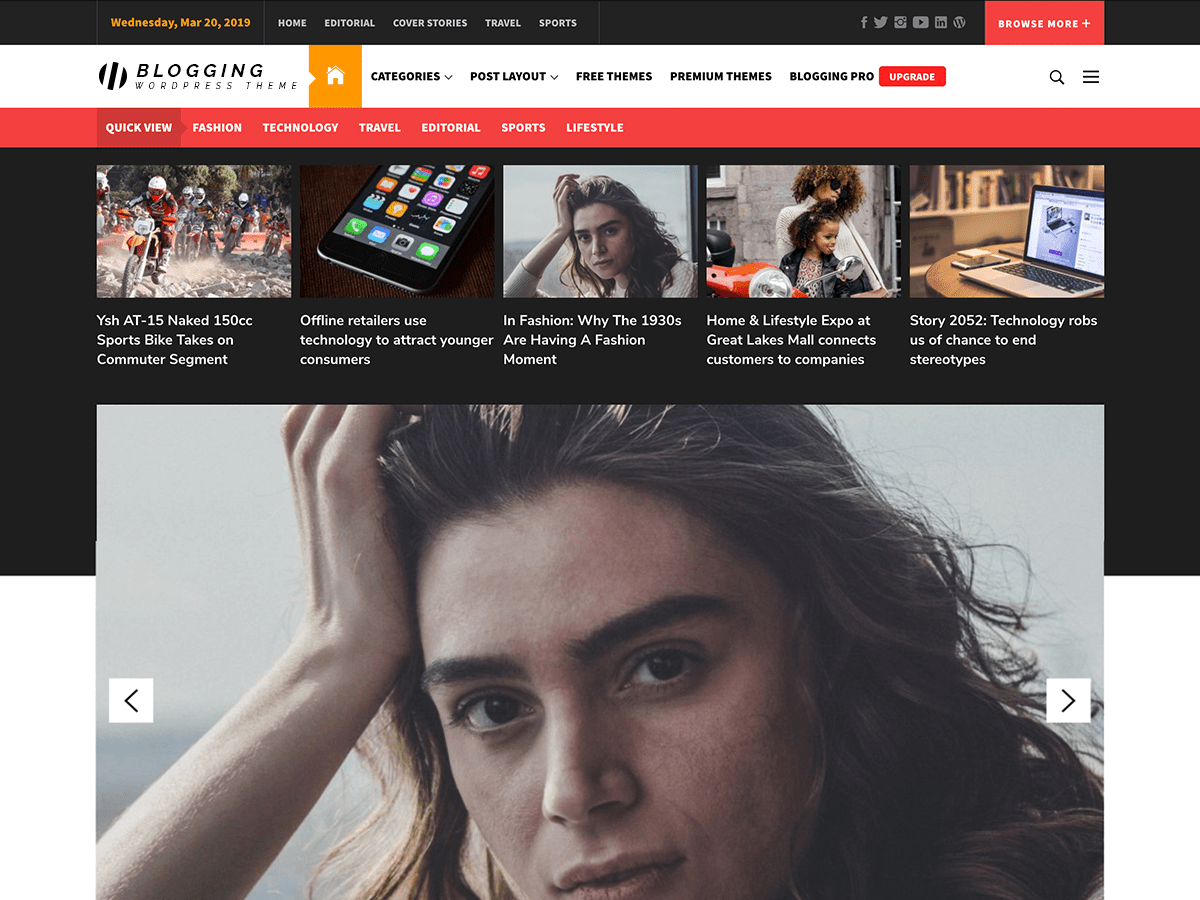 Wednesday, Mar 20, 2019 HOME EDITORIAL COVER STORIES TRAVEL SPORTS BROWSE MORE +
BLOGGING
WORDPRESS THEME
CATEGORIES POST LAYOUT FREE THEMES PREMIUM THEMES BLOGGING PRO UPGRADE
QUICK VIEW FASHION TECHNOLOGY TRAVEL EDITORIAL SPORTS LIFESTYLE
Ysh AT-15 Naked 150cc
Sports Bike Takes on
Commuter Segment
Offline retailers use
technology to attract younger
consumers
In Fashion: Why The 1930s
Are Having A Fashion
Moment
Home & Lifestyle Expo at
Great Lakes Mall connects
customers to companies
Story 2052: Technology robs
us of chance to end
stereotypes